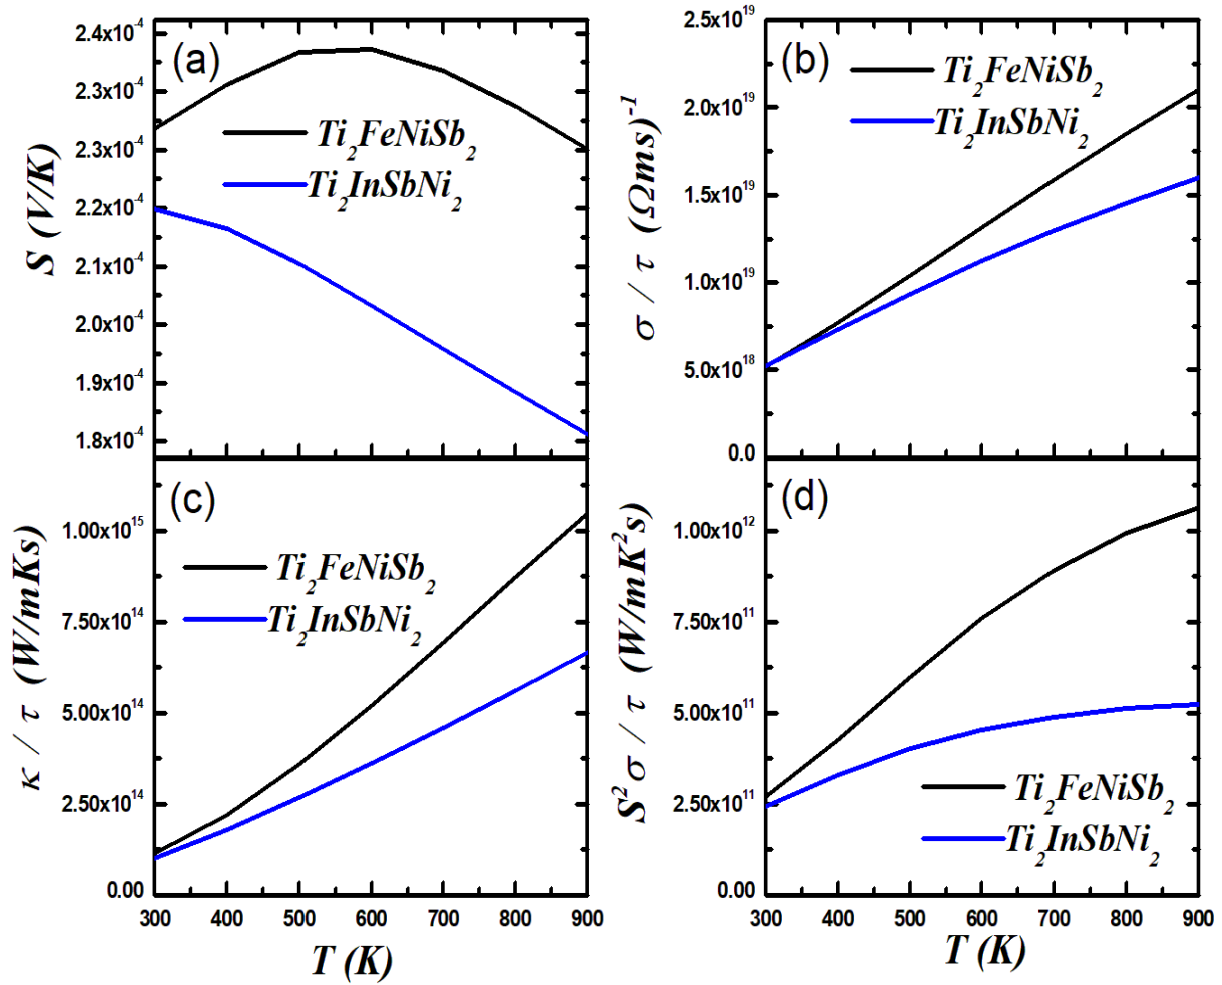 (a)
S (V/K)
2.4x10⁻⁴
2.3x10⁻⁴
2.3x10⁻⁴
2.2x10⁻⁴
2.1x10⁻⁴
2.0x10⁻⁴
1.9x10⁻⁴
1.8x10⁻⁴
Ti₂FeNiSb₂
Ti₂InSbNi₂
(b)
σ / τ (Ωms)⁻¹
2.5x10¹⁹
2.0x10¹⁹
1.5x10¹⁹
1.0x10¹⁹
5.0x10¹⁸
0.0
Ti₂FeNiSb₂
Ti₂InSbNi₂
(c)
κ / τ (W/mKs)
1.00x10¹⁵
7.50x10¹⁴
5.00x10¹⁴
2.50x10¹⁴
0.00
Ti₂FeNiSb₂
Ti₂InSbNi₂
300 400 500 600 700 800 900
T (K)
(d)
S²σ / τ (W/mK²s)
1.00x10¹²
7.50x10¹¹
5.00x10¹¹
2.50x10¹¹
0.00
Ti₂FeNiSb₂
Ti₂InSbNi₂
300 400 500 600 700 800 900
T (K)